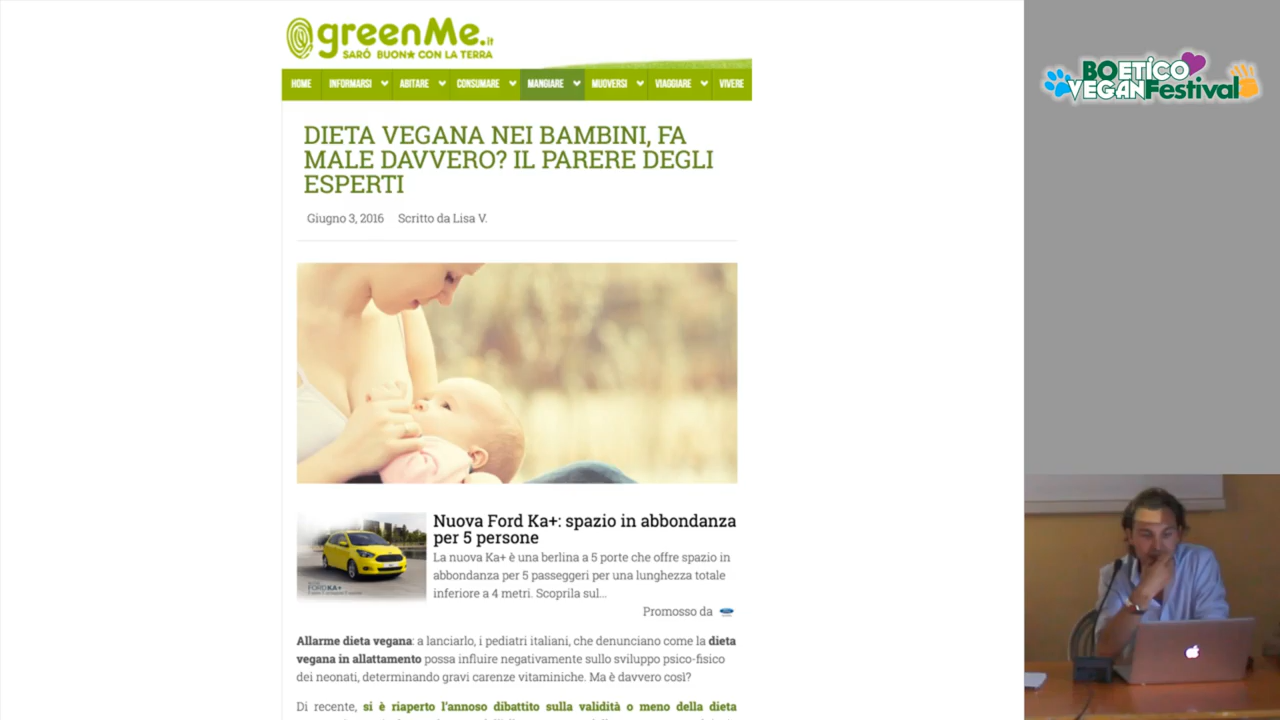 greenMe.it
SARÓ BUON★ CON LA TERRA
HOME INFORMARSI ABITARE CONSUMARE MANGIARE MUOVERSI VIAGGIARE VIVERE
DIETA VEGANA NEI BAMBINI, FA
MALE DAVVERO? IL PARERE DEGLI
ESPERTI
Giugno 3, 2016 Scritto da Lisa V.
Nuova Ford Ka+: spazio in abbondanza
per 5 persone
La nuova Ka+ è una berlina a 5 porte che offre spazio in
abbondanza per 5 passeggeri per una lunghezza totale
inferiore a 4 metri. Scoprila sul...
Promosso da
FORD KA+
Allarme dieta vegana: a lanciarlo, i pediatri italiani, che denunciano come la dieta
vegana in allattamento possa influire negativamente sullo sviluppo psico-fisico
dei neonati, determinando gravi carenze vitaminiche. Ma è davvero così?
Di recente, si è riaperto l'annoso dibattito sulla validità o meno della dieta
BOETICO
VEGANFestival